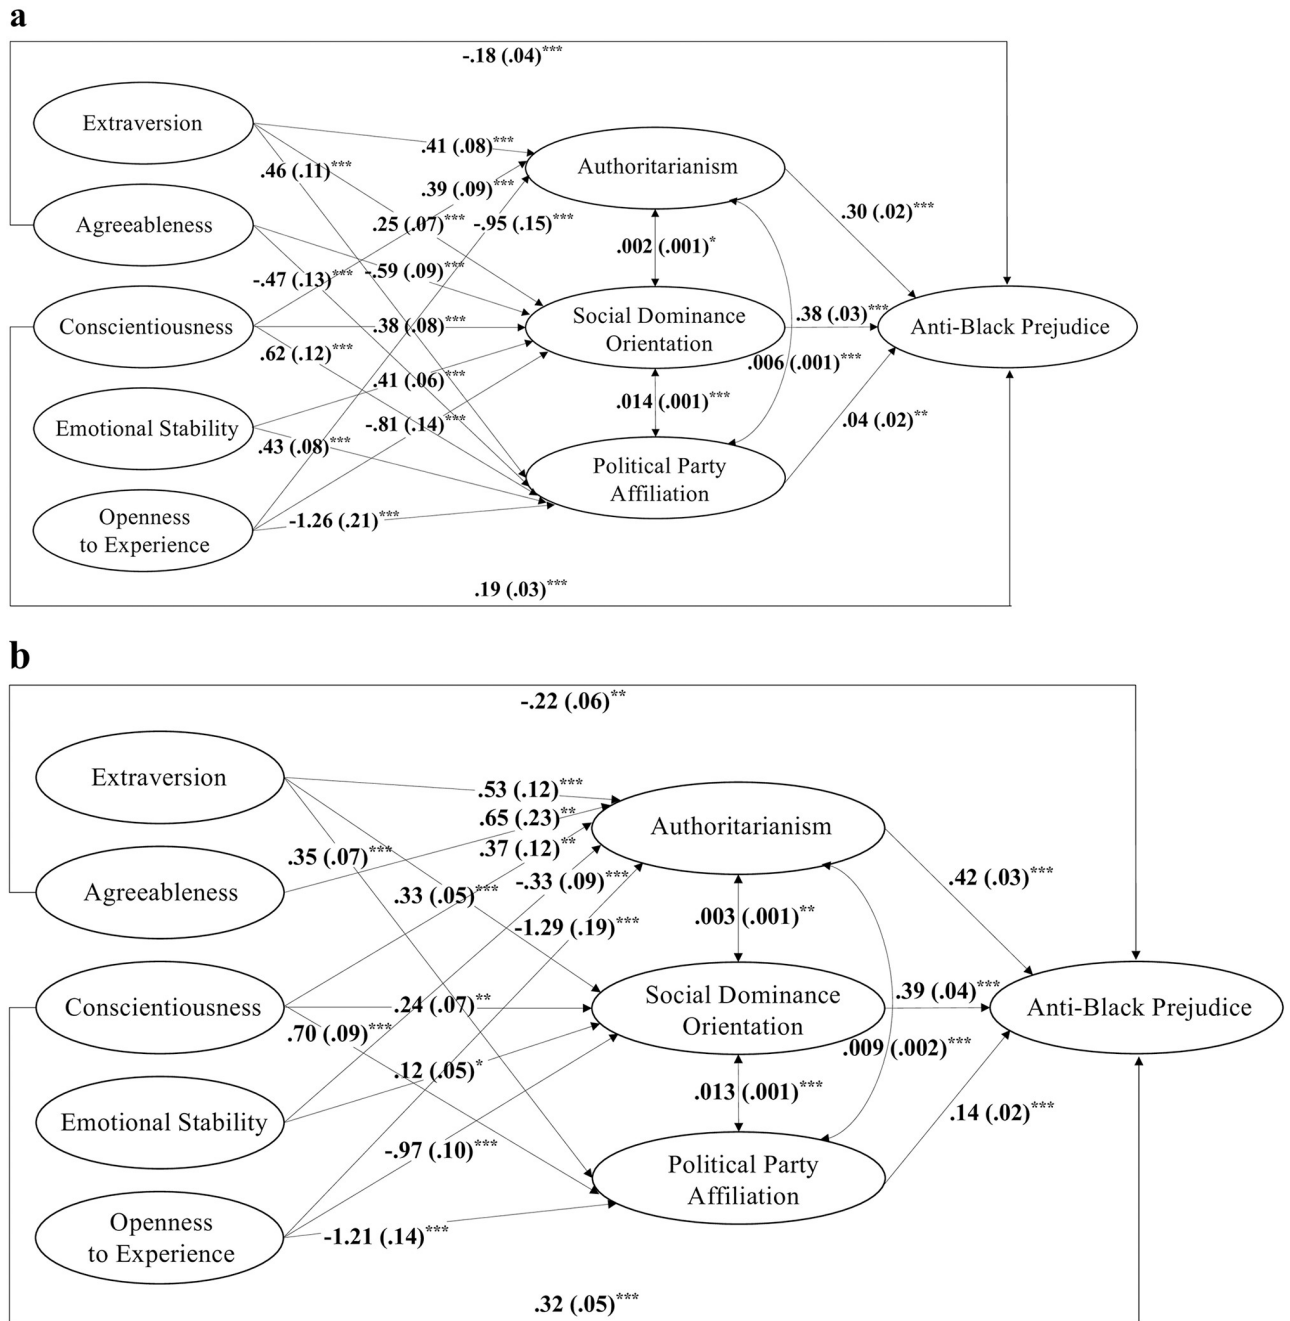 a
-.18 (.04)***
Extraversion
.41 (.08)***
Authoritarianism
.46 (.11)***
.39 (.09)***
.30 (.02)***
Agreeableness
.25 (.07)***
-.95 (.15)***
.002 (.001)*
-.47 (.13)***
-.59 (.09)***
Conscientiousness
.38 (.08)***
Social Dominance
Orientation
.38 (.03)***
Anti-Black Prejudice
.62 (.12)***
.006 (.001)***
.41 (.06)***
.014 (.001)***
Emotional Stability
-.81 (.14)***
.04 (.02)**
.43 (.08)***
Political Party
Affiliation
Openness
to Experience
-1.26 (.21)***
.19 (.03)***
b
-.22 (.06)**
Extraversion
.53 (.12)***
.65 (.23)**
Authoritarianism
.35 (.07)***
.37 (.12)**
Agreeableness
.33 (.05)***
-.33 (.09)***
.42 (.03)***
-1.29 (.19)***
.003 (.001)**
Conscientiousness
.24 (.07)**
Social Dominance
Orientation
.39 (.04)***
Anti-Black Prejudice
.70 (.09)***
.009 (.002)***
.12 (.05)*
.013 (.001)***
Emotional Stability
.14 (.02)***
-.97 (.10)***
Political Party
Affiliation
Openness
to Experience
-1.21 (.14)***
.32 (.05)***